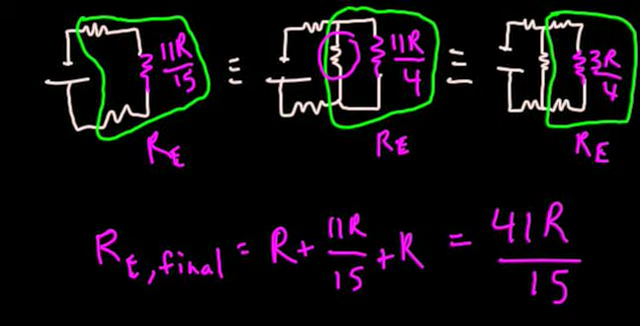 11R/15 ≡ 11R/4 ≡ 3R/4
R_E R_E R_E
R_E, final = R + 11R/15 + R = 41R/15